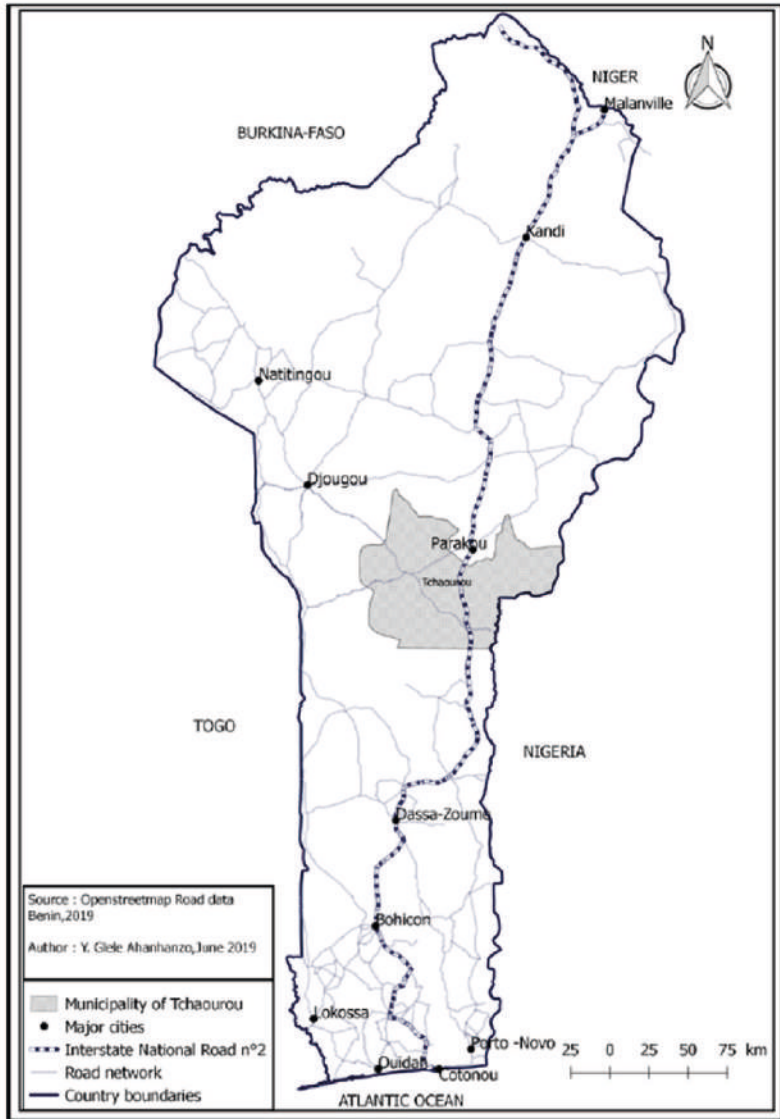 N
NIGER
Malanville
BURKINA-FASO
Kandi
Natitingou
Djougou
Parakou
Tchaourou
TOGO
NIGERIA
Dassa-Zoume
Source : Openstreetmap Road data
Benin,2019
Bohicon
Author : Y. Glele Ahanhanzo,June 2019
Municipality of Tchaourou
Lokossa
Major cities
Interstate National Road n°2
Porto -Novo
25 0 25 50 75 km
Road network
Ouidah
Cotonou
Country boundaries
ATLANTIC OCEAN